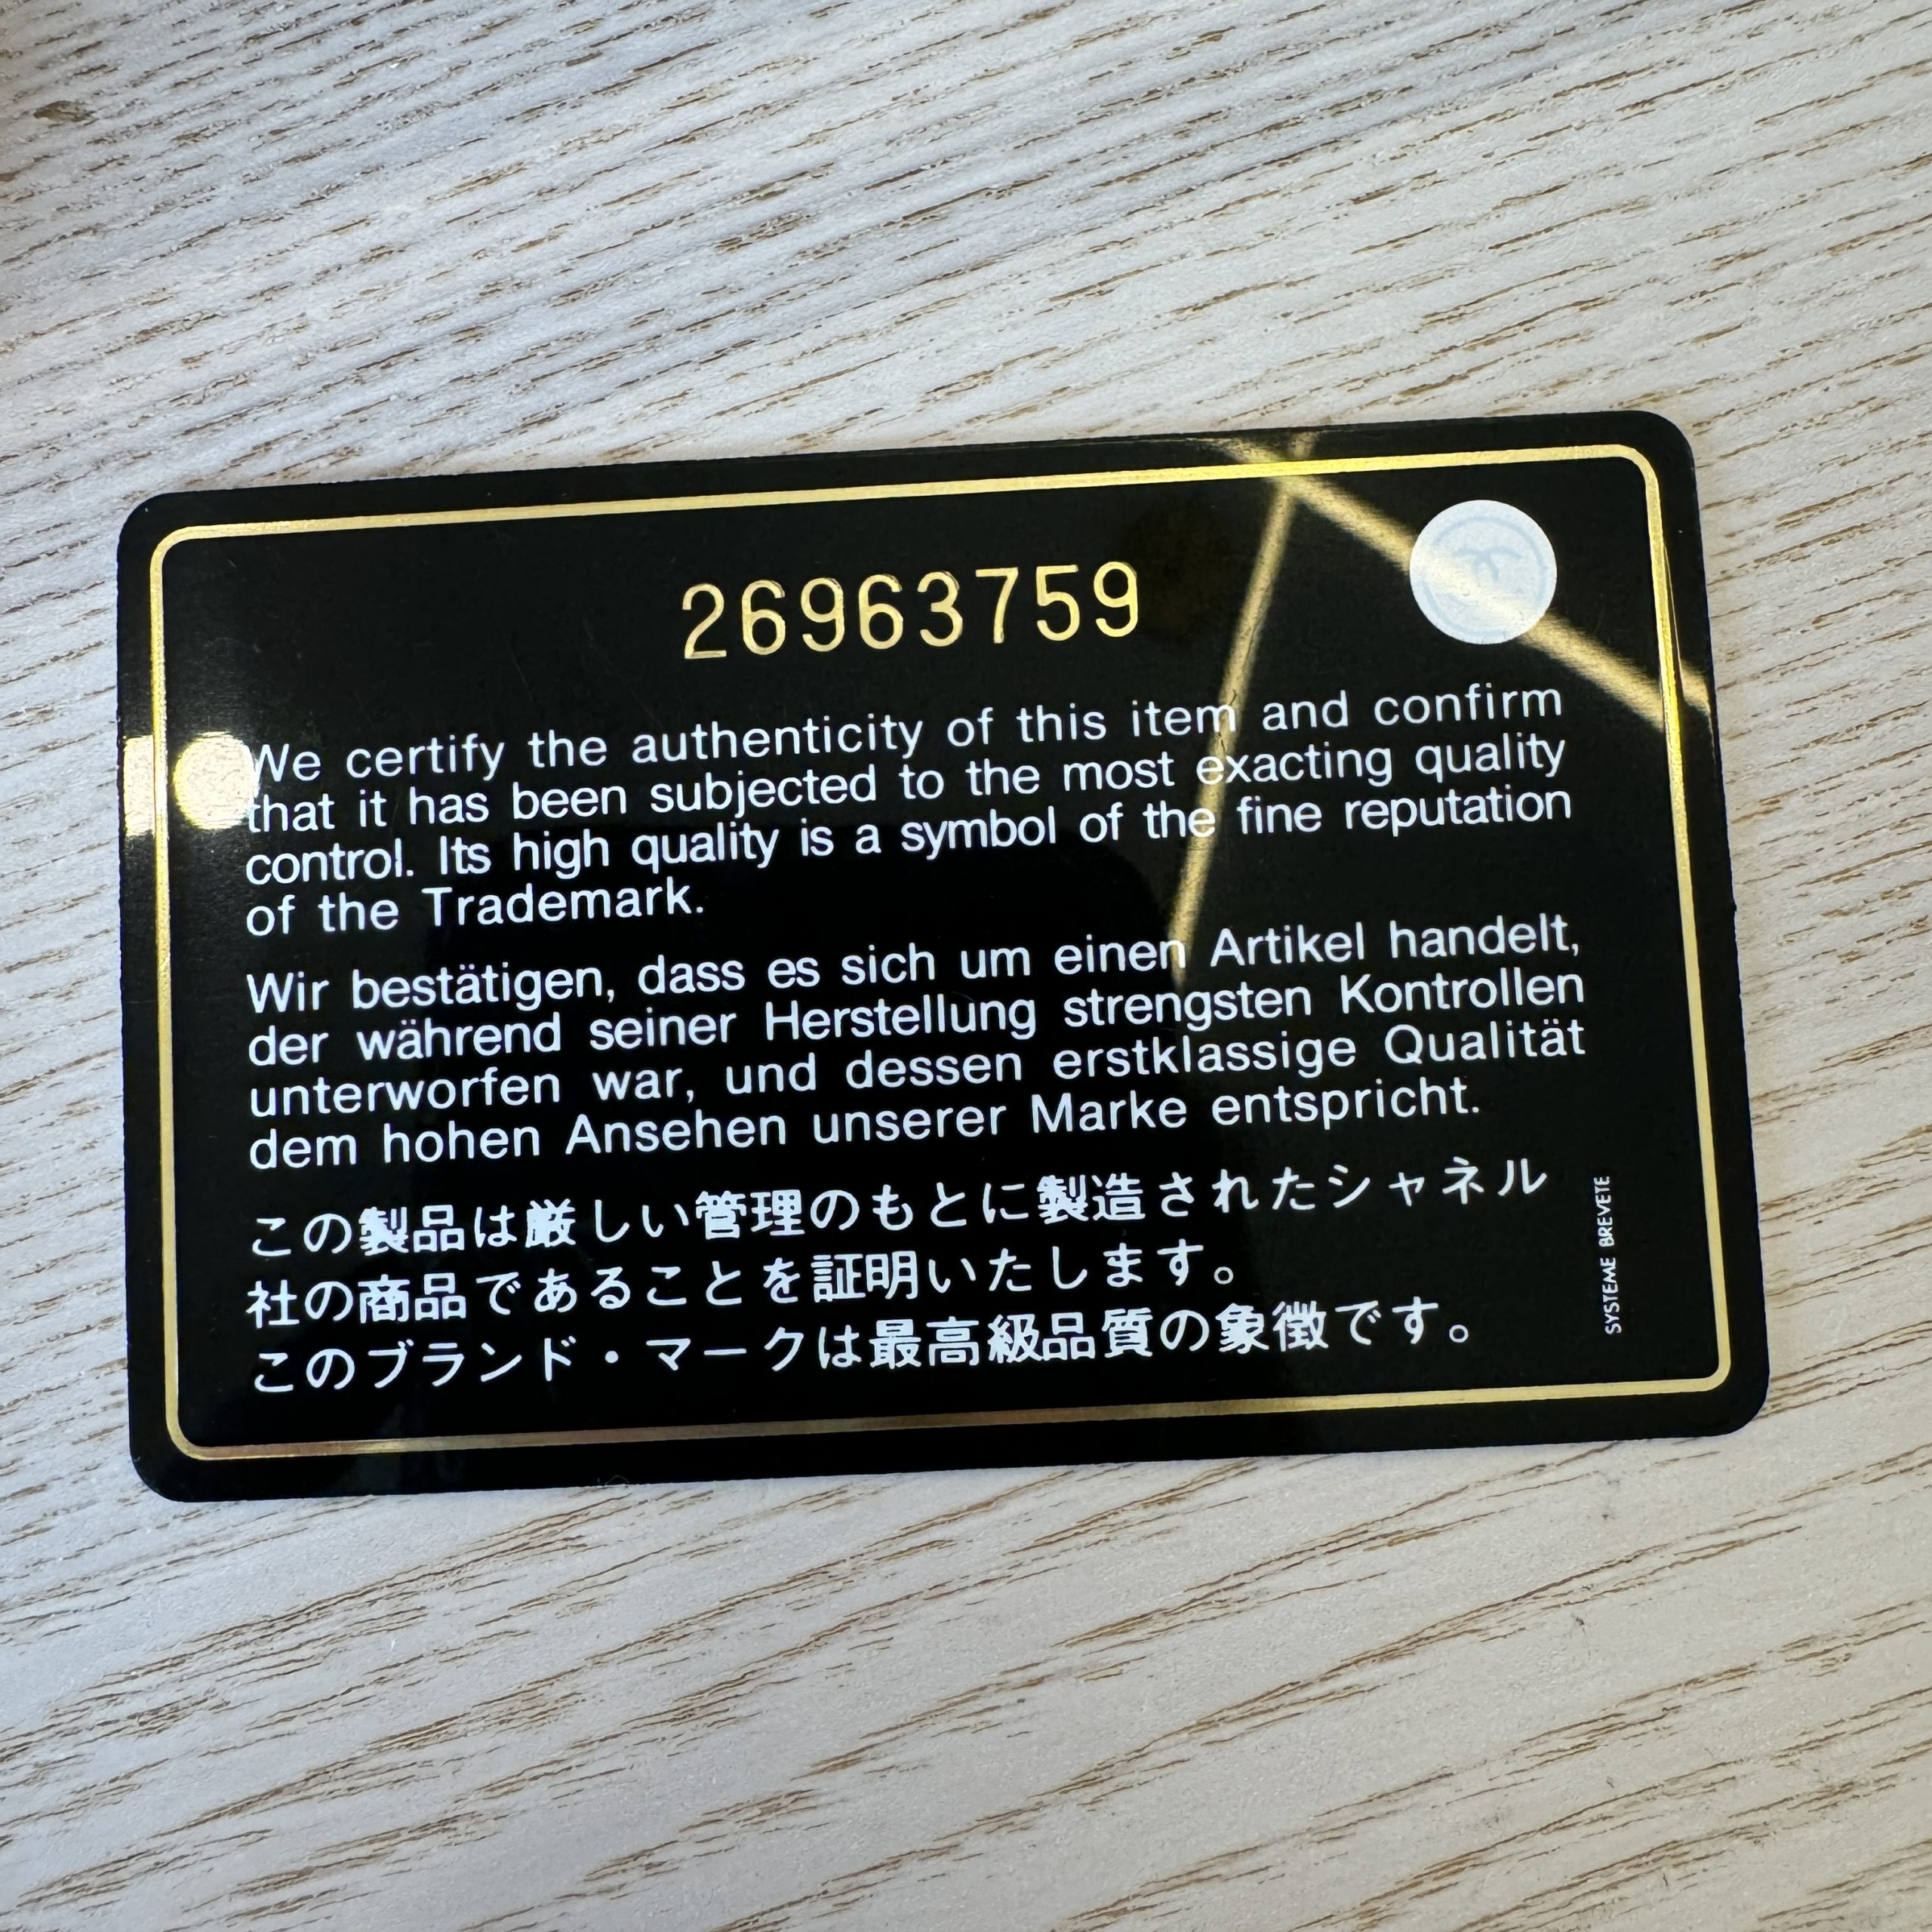 26963759
We certify the authenticity of this item and confirm
that it has been subjected to the most exacting quality
control. Its high quality is a symbol of the fine reputation
of the Trademark.
Wir bestätigen, dass es sich um einen Artikel handelt,
der während seiner Herstellung strengsten Kontrollen
unterworfen war, und dessen erstklassige Qualität
dem hohen Ansehen unserer Marke entspricht.
この製品は厳しい管理のもとに製造されたシャネル
社の商品であることを証明いたします。
このブランド・マークは最高級品質の象徴です。
SYSTEME BREVETE